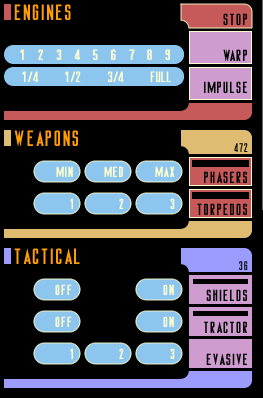 ENGINES
STOP
1 2 3 4 5 6 7 8 9 WARP
1/4 1/2 3/4 FULL IMPULSE
WEAPONS
472
MIN MED MAX PHASERS
1 2 3 TORPEDOS
TACTICAL
36
OFF ON SHIELDS
OFF ON TRACTOR
1 2 3 EVASIVE